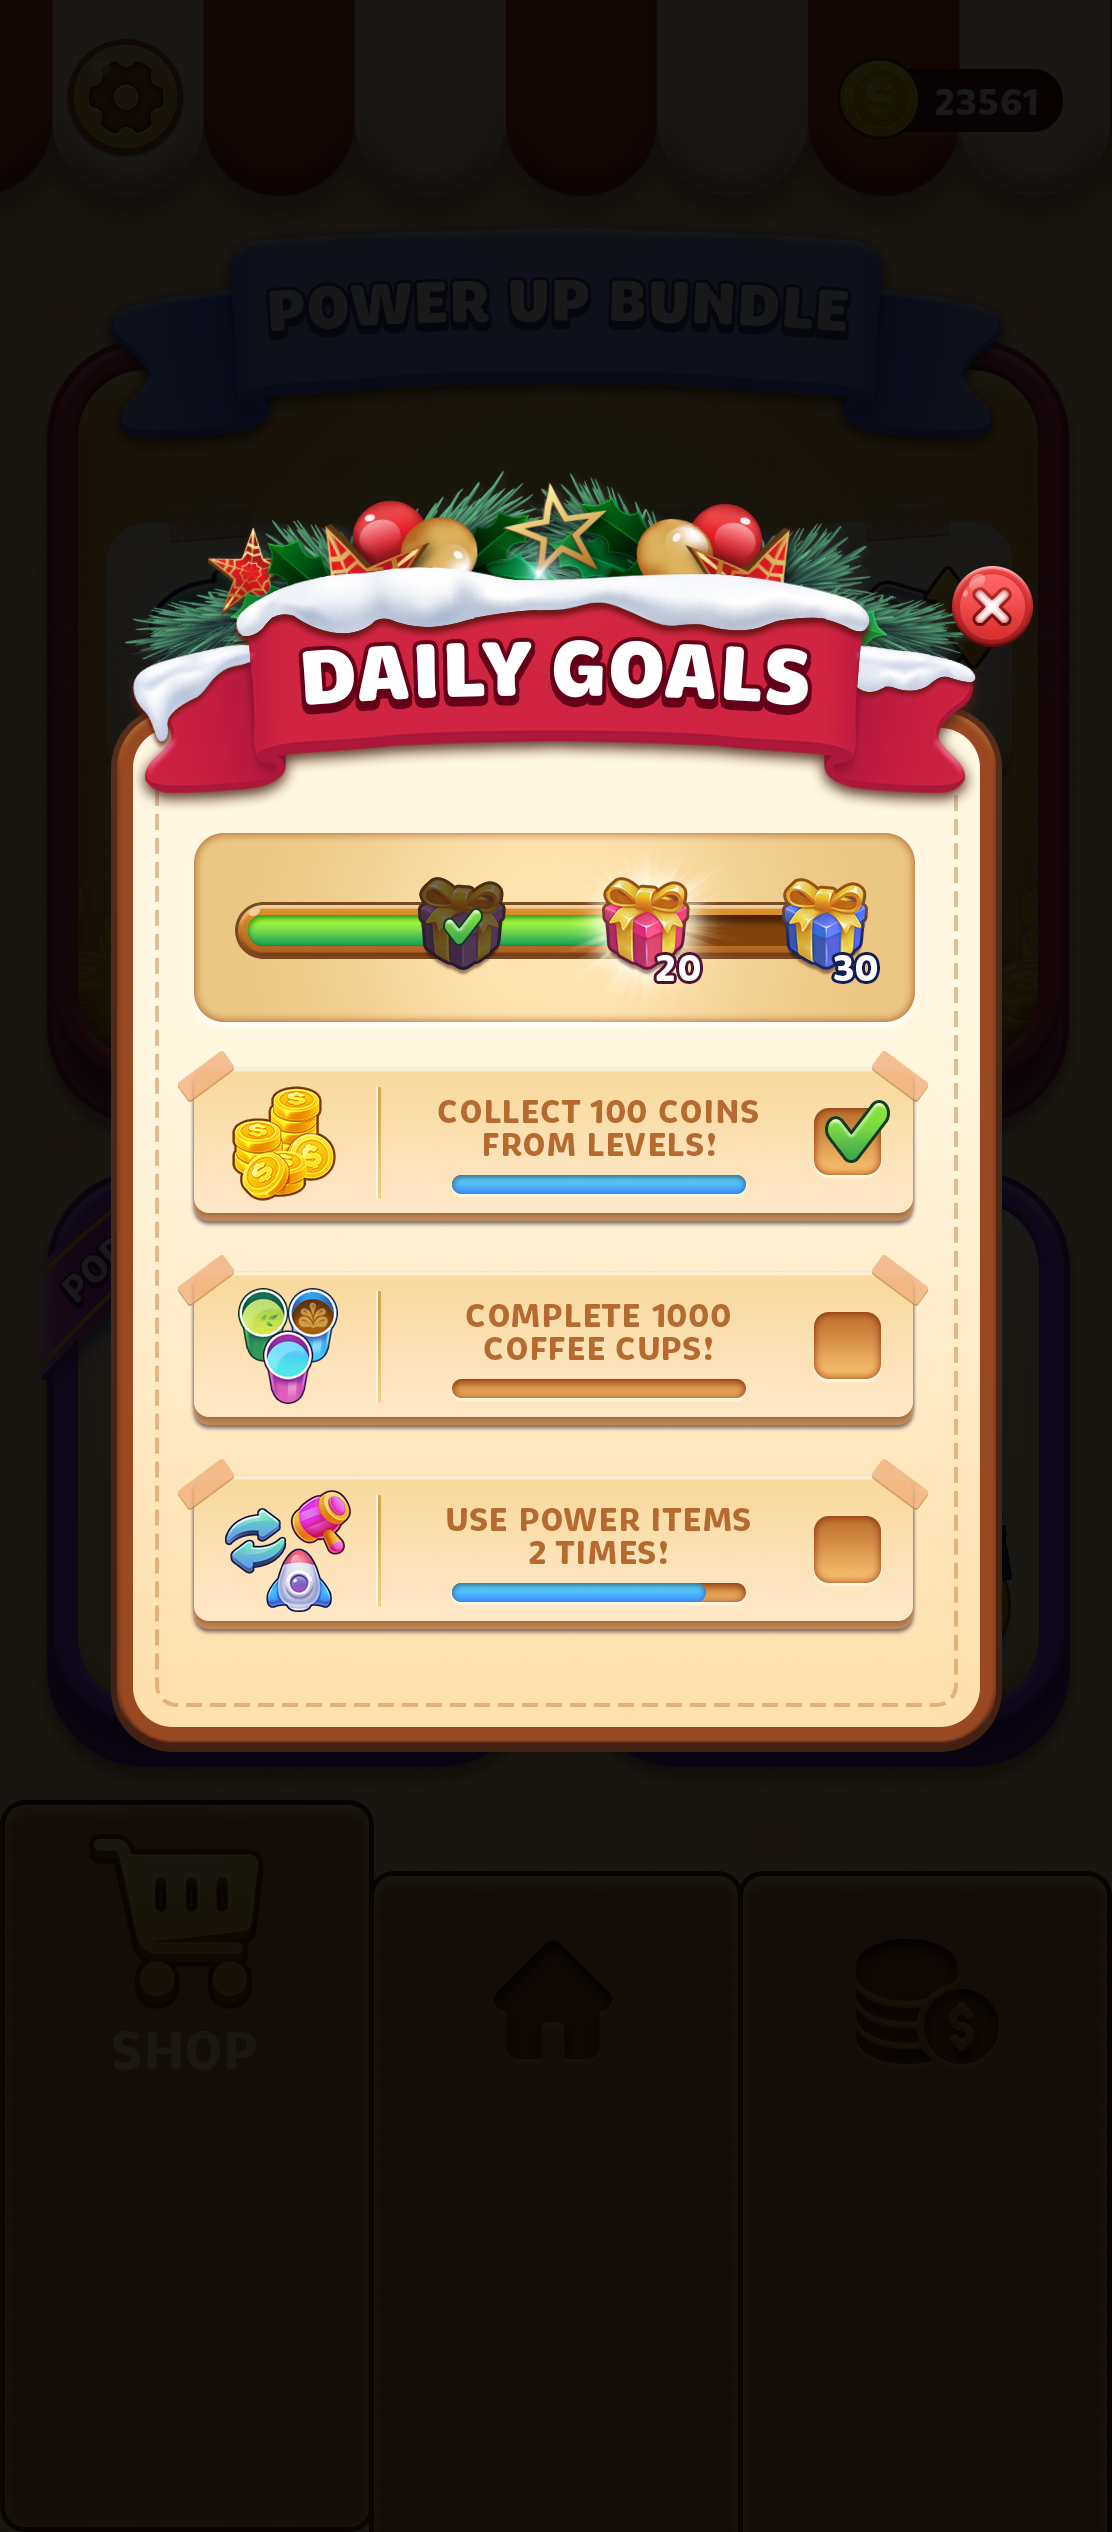 23561
POWER UP BUNDLE
DAILY GOALS
20
30
COLLECT 100 COINS
FROM LEVELS!
COMPLETE 1000
COFFEE CUPS!
USE POWER ITEMS
2 TIMES!
SHOP